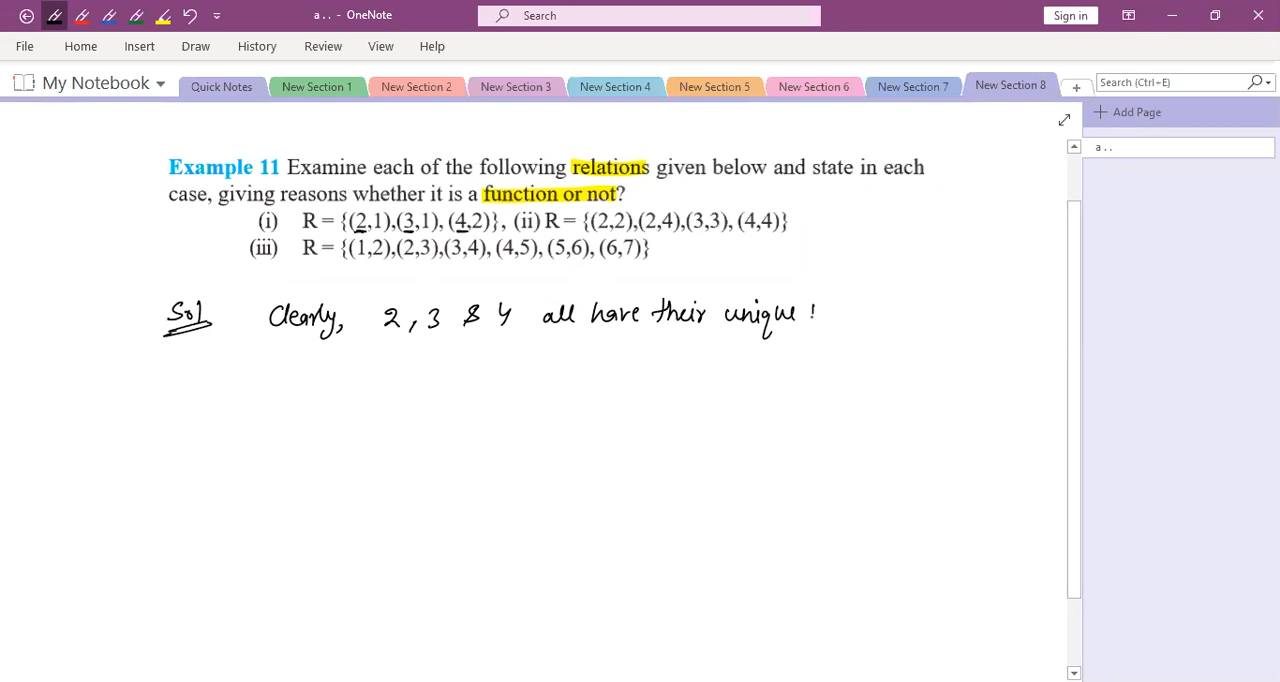 a . . - OneNote
Search
Sign in
File Home Insert Draw History Review View Help
My Notebook
Quick Notes New Section 1 New Section 2 New Section 3 New Section 4 New Section 5 New Section 6 New Section 7 New Section 8 +
Search (Ctrl+E)
+ Add Page
a . .
Example 11 Examine each of the following relations given below and state in each
case, giving reasons whether it is a function or not?
(i) R = {(2,1),(3,1), (4,2)}, (ii) R = {(2,2),(2,4),(3,3), (4,4)}
(iii) R = {(1,2),(2,3),(3,4), (4,5), (5,6), (6,7)}
Sol Clearly, 2, 3 & 4 all have their unique